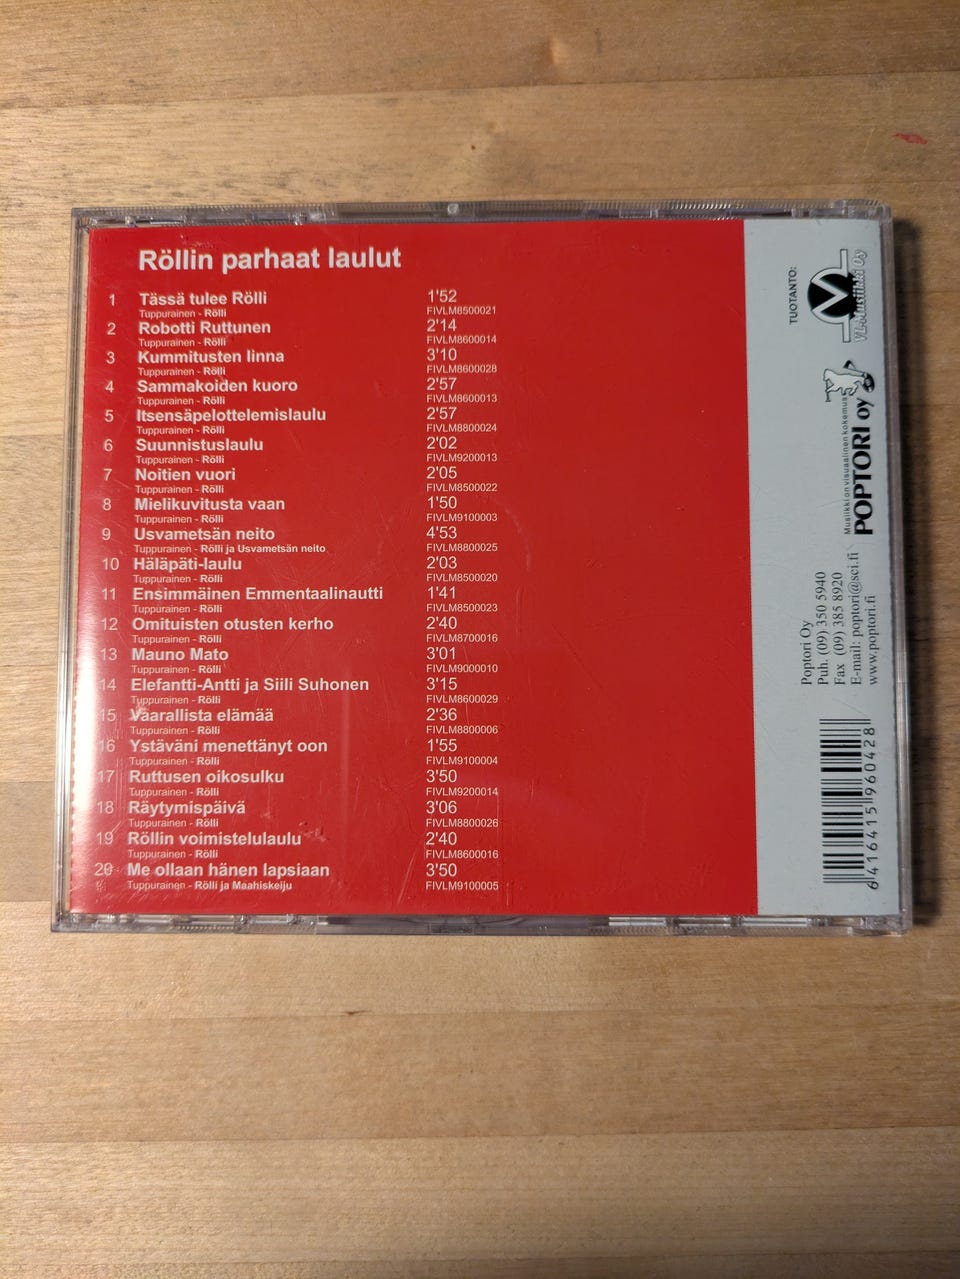 Röllin parhaat laulut
1 Tässä tulee Rölli 1'52
Tuppurainen - Rölli FIVLM8500021
2 Robotti Ruttunen 2'14
Tuppurainen - Rölli FIVLM8600014
3 Kummitusten linna 3'10
Tuppurainen - Rölli FIVLM8600028
4 Sammakoiden kuoro 2'57
Tuppurainen - Rölli FIVLM8600013
5 Itsensäpelottelemislaulu 2'57
Tuppurainen - Rölli FIVLM8800024
6 Suunnistuslaulu 2'02
Tuppurainen - Rölli FIVLM9200013
7 Noitien vuori 2'05
Tuppurainen - Rölli FIVLM8500022
8 Mielikuvitusta vaan 1'50
Tuppurainen - Rölli FIVLM9100003
9 Usvametsän neito 4'53
Tuppurainen - Rölli ja Usvametsän neito FIVLM8800025
10 Häläpäti-laulu 2'03
Tuppurainen - Rölli FIVLM8500020
11 Ensimmäinen Emmentaalinautti 1'41
Tuppurainen - Rölli FIVLM8500023
12 Omituisten otusten kerho 2'40
Tuppurainen - Rölli FIVLM8700016
13 Mauno Mato 3'01
Tuppurainen - Rölli FIVLM9000010
14 Elefantti-Antti ja Siili Suhonen 3'15
Tuppurainen - Rölli FIVLM8600029
15 Vaarallista elämää 2'36
Tuppurainen - Rölli FIVLM8800006
16 Ystäväni menettänyt oon 1'55
Tuppurainen - Rölli FIVLM9100004
17 Ruttusen oikosulku 3'50
Tuppurainen - Rölli FIVLM9200014
18 Räytymispäivä 3'06
Tuppurainen - Rölli FIVLM8800026
19 Röllin voimistelulaulu 2'40
Tuppurainen - Rölli FIVLM8600016
20 Me ollaan hänen lapsiaan 3'50
Tuppurainen - Rölli ja Maahiskeiju FIVLM9100005
TUOTANTO:
VL-Musiikki Oy
Musiikki on visuaalinen kokemus
POPTORI oy
Poptori Oy
Puh. (09) 350 5940
Fax (09) 385 8920
E-mail: poptori@sci.fi
www.poptori.fi
6 416415 960428